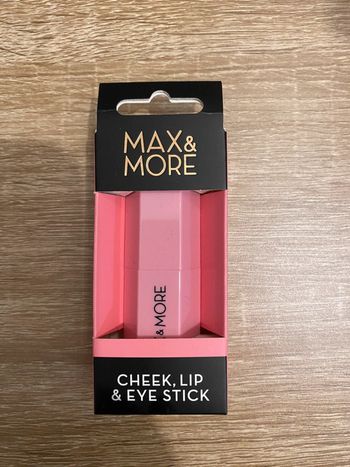 MAX&
MORE
& MORE
CHEEK, LIP
& EYE STICK